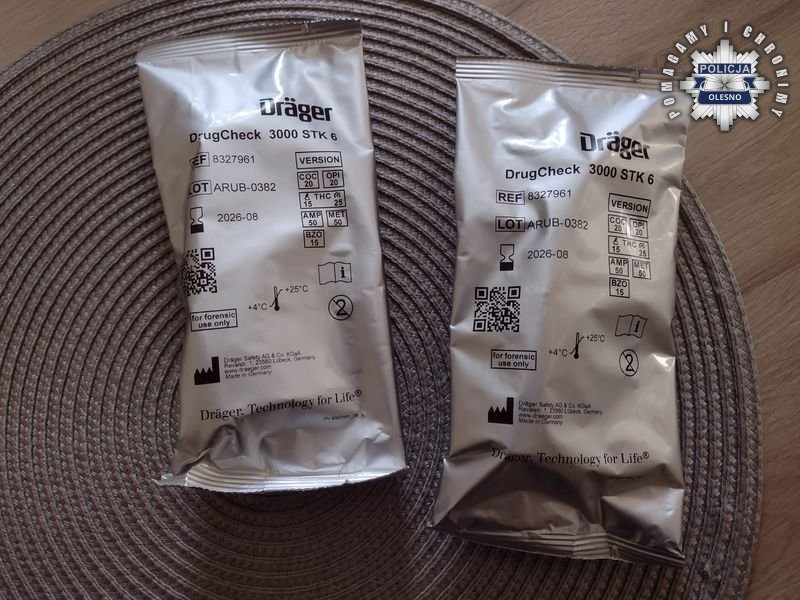 POMAGAMY I CHRONIMY
POLICJA
OLESNO
Dräger
DrugCheck 3000 STK 6
REF 8327961
VERSION
LOT ARUB-0382
COC 20 OPI 20
15 THC 25
2026-08
AMP 50 MET 50
BZO 15
+4°C +25°C
for forensic
use only
Dräger Safety AG & Co. KGaA
Revalstr. 1, 23560 Lübeck, Germany
www.draeger.com
Made in Germany
Dräger. Technology for Life®
Dräger
DrugCheck 3000 STK 6
REF 8327961
VERSION
LOT ARUB-0382
COC 20 OPI 20
15 THC 25
2026-08
AMP 50 MET 50
BZO 15
+4°C +25°C
for forensic
use only
Dräger Safety AG & Co. KGaA
Revalstr. 1, 23560 Lübeck, Germany
www.draeger.com
Made in Germany
Dräger. Technology for Life®